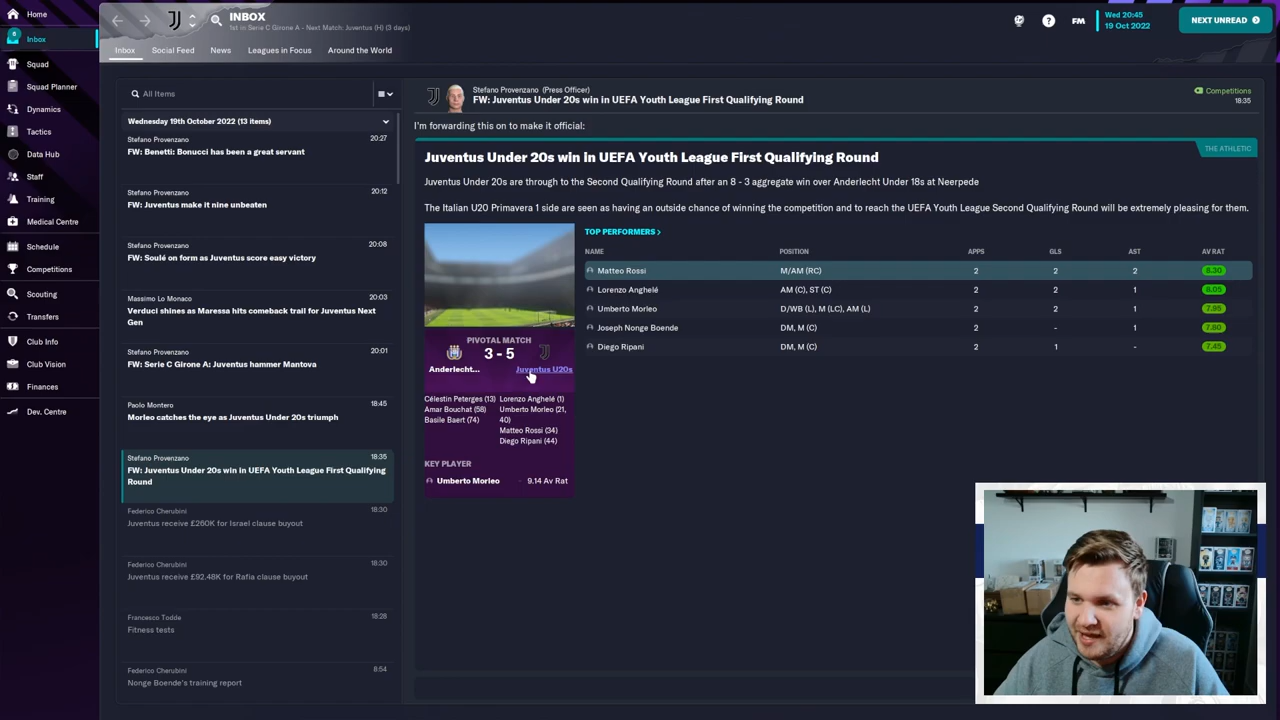 INBOX
1st in Serie C Girone A - Next Match: Juventus (H) (3 days)
FM
Wed 20:45
19 Oct 2022
NEXT UNREAD
Inbox
Social Feed
News
Leagues in Focus
Around the World
Home
6
Inbox
Squad
Squad Planner
Dynamics
Tactics
Data Hub
Staff
Training
Medical Centre
Schedule
Competitions
Scouting
Transfers
Club Info
Club Vision
Finances
Dev. Centre
All Items
Wednesday 19th October 2022 (13 items)
Stefano Provenzano 20:27
FW: Benetti: Bonucci has been a great servant
Stefano Provenzano 20:12
FW: Juventus make it nine unbeaten
Stefano Provenzano 20:08
FW: Soulé on form as Juventus score easy victory
Massimo Lo Monaco 20:03
Verduci shines as Maressa hits comeback trail for Juventus Next
Gen
Stefano Provenzano 20:01
FW: Serie C Girone A: Juventus hammer Mantova
Paolo Montero 18:45
Morleo catches the eye as Juventus Under 20s triumph
Stefano Provenzano 18:35
FW: Juventus Under 20s win in UEFA Youth League First Qualifying
Round
Federico Cherubini 18:30
Juventus receive £260K for Israel clause buyout
Federico Cherubini 18:30
Juventus receive £92.48K for Rafia clause buyout
Francesco Todde 18:28
Fitness tests
Federico Cherubini 8:54
Nonge Boende's training report
Stefano Provenzano (Press Officer)
FW: Juventus Under 20s win in UEFA Youth League First Qualifying Round
Competitions
18:35
I'm forwarding this on to make it official:
THE ATHLETIC
Juventus Under 20s win in UEFA Youth League First Qualifying Round
Juventus Under 20s are through to the Second Qualifying Round after an 8 - 3 aggregate win over Anderlecht Under 18s at Neerpede
The Italian U20 Primavera 1 side are seen as having an outside chance of winning the competition and to reach the UEFA Youth League Second Qualifying Round will be extremely pleasing for them.
TOP PERFORMERS >
NAME POSITION APPS GLS AST AV RAT
Matteo Rossi M/AM (RC) 2 2 2 8.30
Lorenzo Anghelé AM (C), ST (C) 2 2 1 8.05
Umberto Morleo D/WB (L), M (LC), AM (L) 2 2 1 7.95
Joseph Nonge Boende DM, M (C) 2 - 1 7.80
Diego Ripani DM, M (C) 2 1 - 7.45
PIVOTAL MATCH
3 - 5
Anderlecht... Juventus U20s
Célestin Peterges (13) Lorenzo Anghelé (1)
Amar Bouchat (58) Umberto Morleo (21,
Basile Baert (74) 40)
Matteo Rossi (34)
Diego Ripani (44)
KEY PLAYER
Umberto Morleo - 9.14 Av Rat